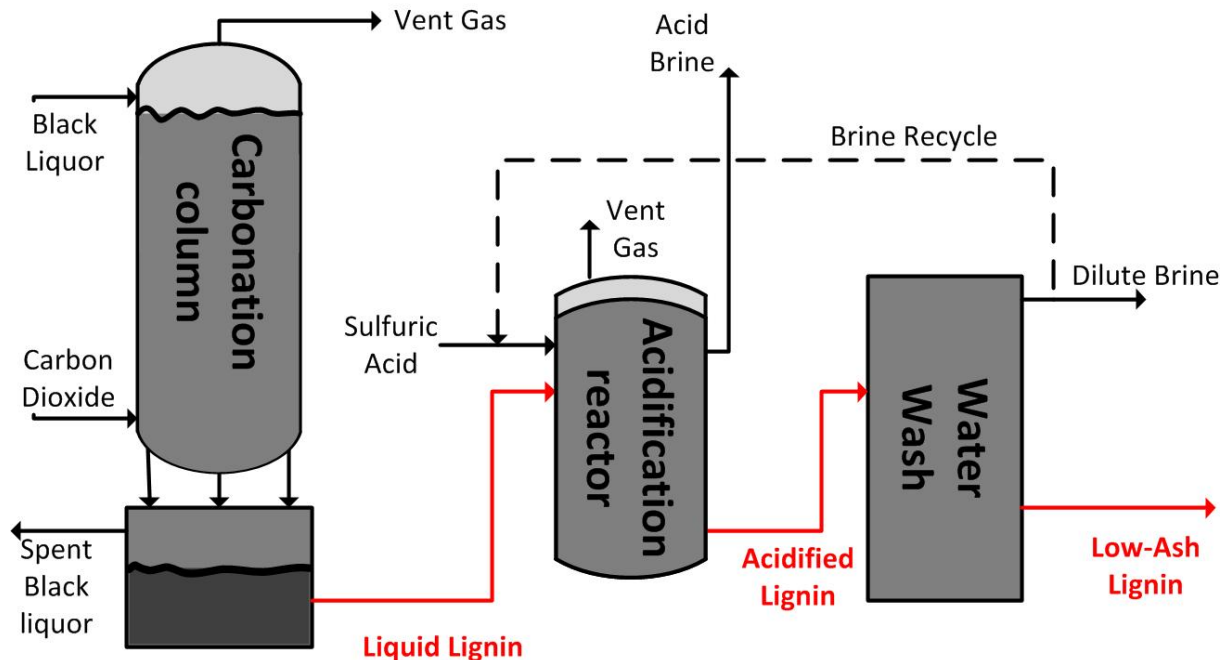 Vent Gas
Acid
Brine
Black
Liquor
Carbonation
column
Brine Recycle
Vent
Gas
Dilute Brine
Sulfuric
Acid
Carbon
Dioxide
Acidification
reactor
Water
Wash
Spent
Black
liquor
Liquid Lignin
Acidified
Lignin
Low-Ash
Lignin